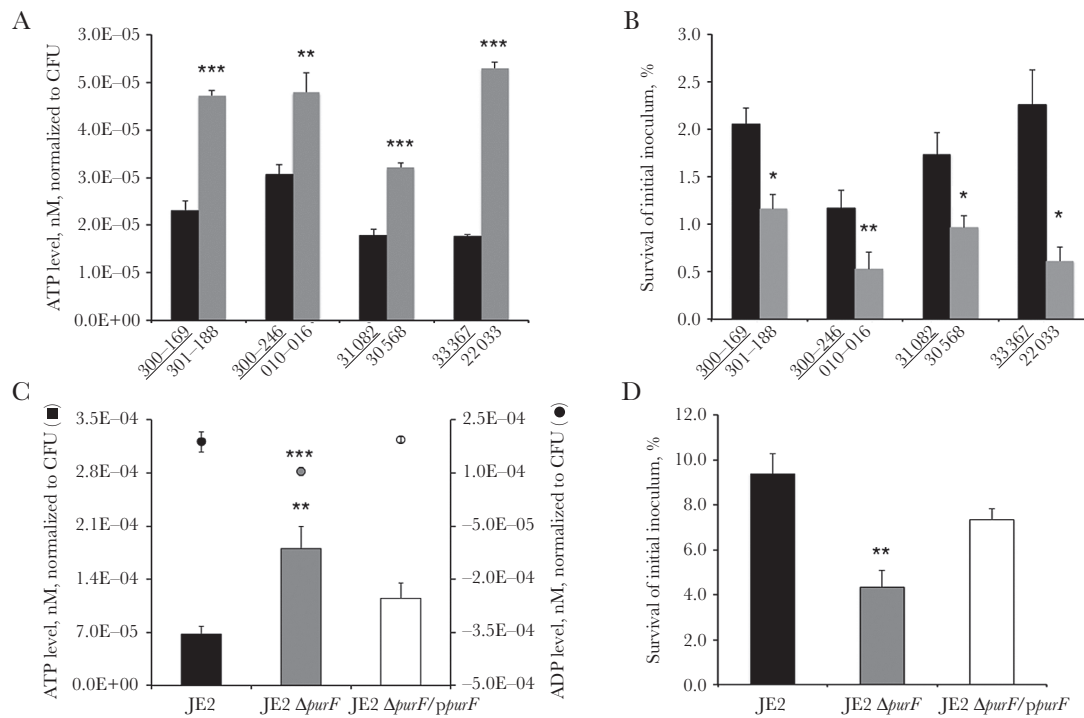 A
ATP level, nM, normalized to CFU
3.0E–05
5.0E–05
4.0E–05
3.0E–05
2.0E–05
1.0E–05
0.0E+00
***
**
***
***
300–169
301–188
300–246
010–016
31 082
30 568
33 367
22 033
B
Survival of initial inoculum, %
3.0
2.5
2.0
1.5
1.0
0.5
0.0
*
**
*
*
300–169
301–188
300–246
010–016
31 082
30 568
33 367
22 033
C
ATP level, nM, normalized to CFU (■)
3.5E–04
2.8E–04
2.1E–04
1.4E–04
7.0E–05
0.0E+00
***
**
2.5E–04
1.0E–04
–5.0E–05
–2.0E–04
–3.5E–04
–5.0E–04
ADP level, nM, normalized to CFU (●)
JE2
JE2 ΔpurF
JE2 ΔpurF/ppurF
D
Survival of initial inoculum, %
12.0
10.0
8.0
6.0
4.0
2.0
0.0
**
JE2
JE2 ΔpurF
JE2 ΔpurF/ppurF